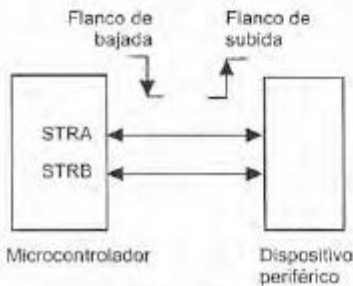 Flanco de
bajada
Flanco de
subida
STRA
STRB
Microcontrolador
Dispositivo
periférico